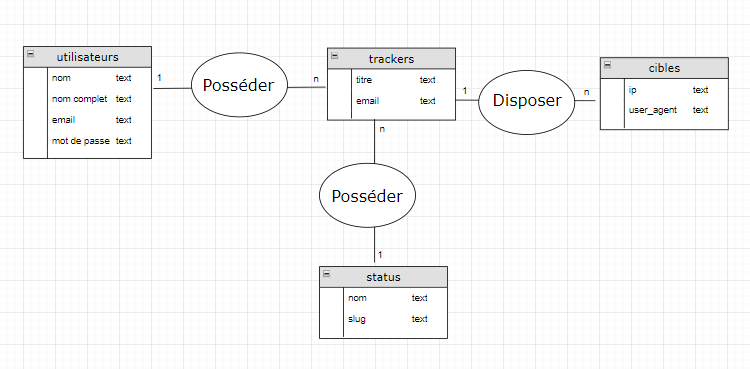 utilisateurs
nom text
nom complet text
email text
mot de passe text
1
Posséder
n
trackers
titre text
email text
1
Disposer
n
cibles
ip text
user_agent text
n
Posséder
1
status
nom text
slug text